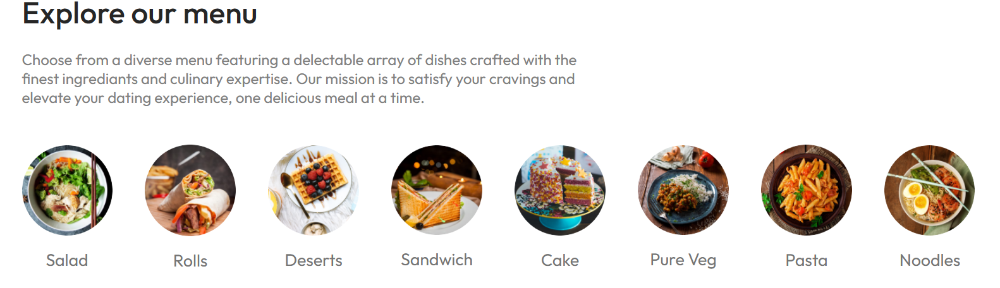 Explore our menu
Choose from a diverse menu featuring a delectable array of dishes crafted with the
finest ingrediants and culinary expertise. Our mission is to satisfy your cravings and
elevate your dating experience, one delicious meal at a time.
Salad
Rolls
Deserts
Sandwich
Cake
Pure Veg
Pasta
Noodles